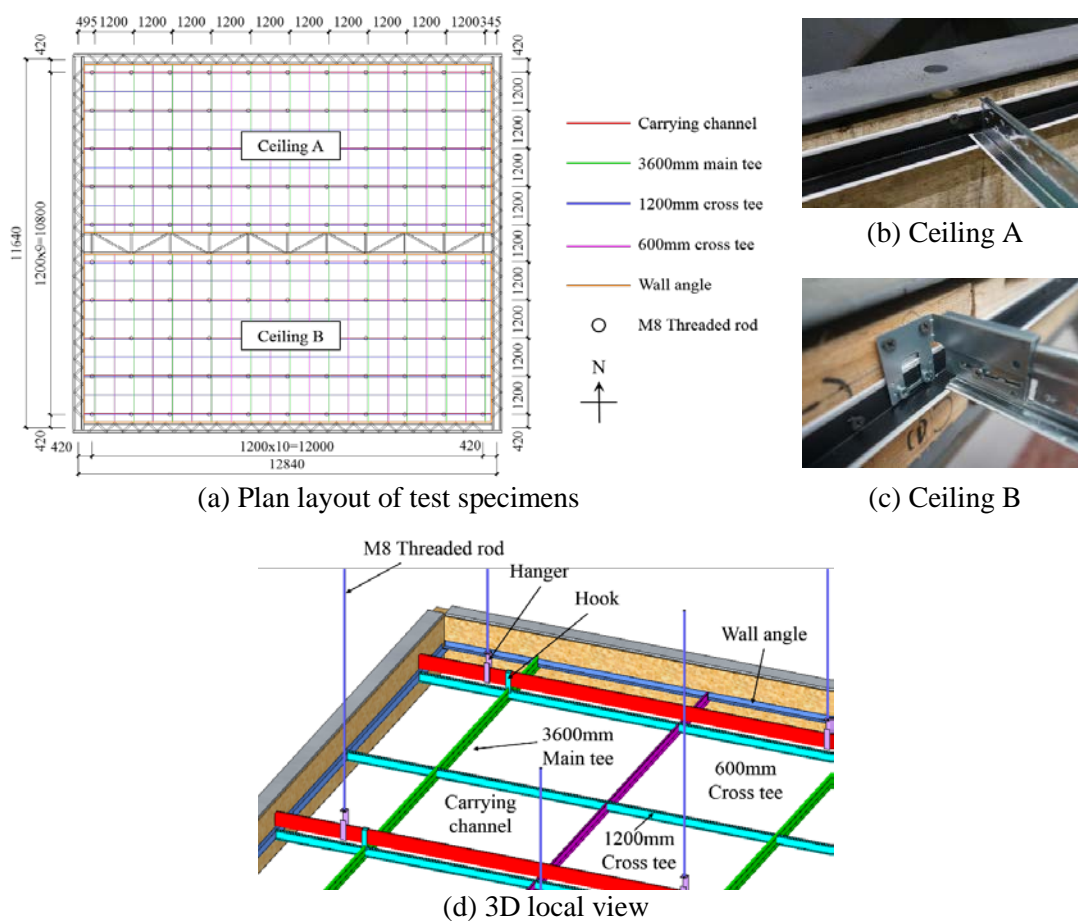 495 1200 1200 1200 1200 1200 1200 1200 1200 1200 1200 345
420
420
1200
1200
1200
1200
1200
1200
1200
1200
1200
420
11640
1200x9=10800
420
Ceiling A
Ceiling B
420
1200x10=12000
420
12840
Carrying channel
3600mm main tee
1200mm cross tee
600mm cross tee
Wall angle
M8 Threaded rod
N
(a) Plan layout of test specimens
(b) Ceiling A
(c) Ceiling B
M8 Threaded rod
Hanger
Hook
Wall angle
3600mm
Main tee
600mm
Cross tee
Carrying
channel
1200mm
Cross tee
(d) 3D local view